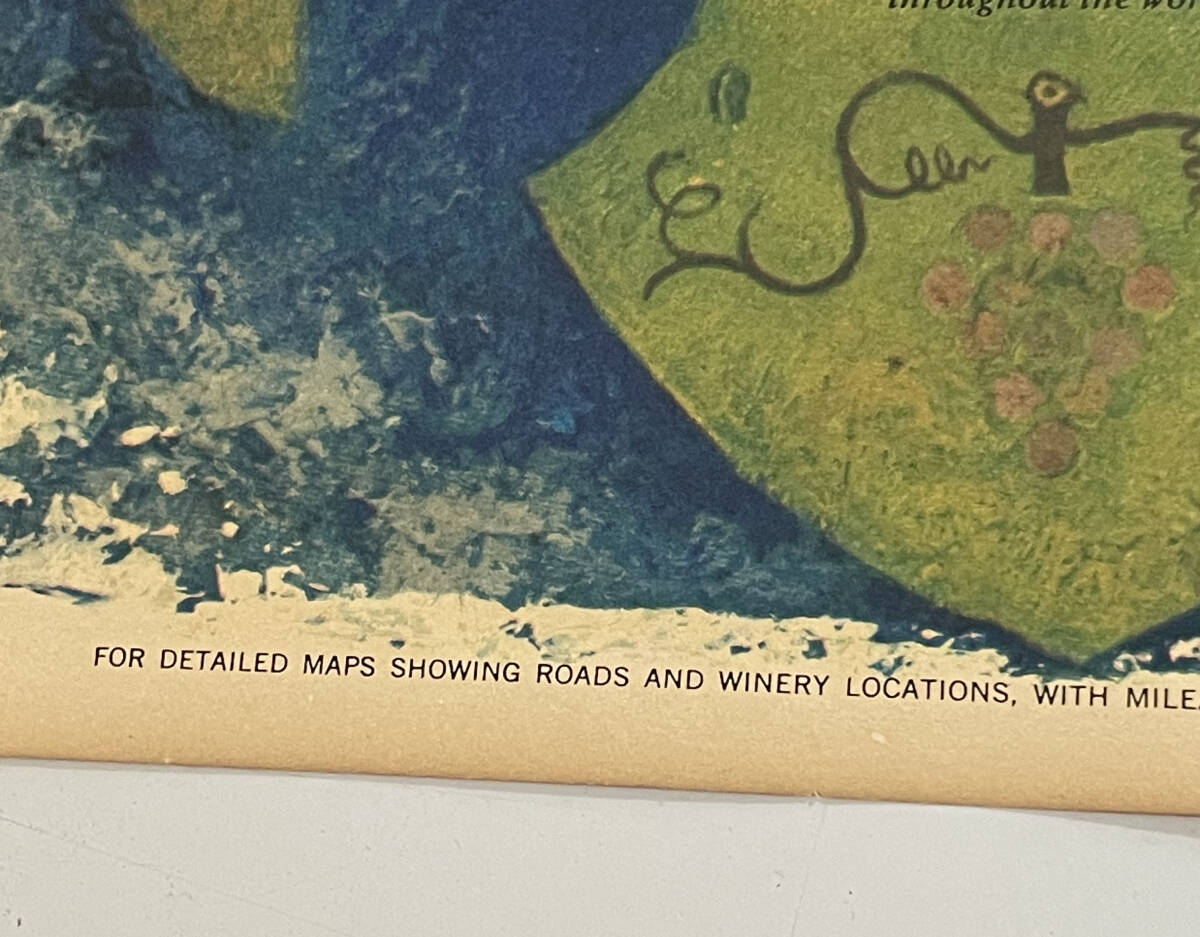 throughout the wor
FOR DETAILED MAPS SHOWING ROADS AND WINERY LOCATIONS, WITH MILE